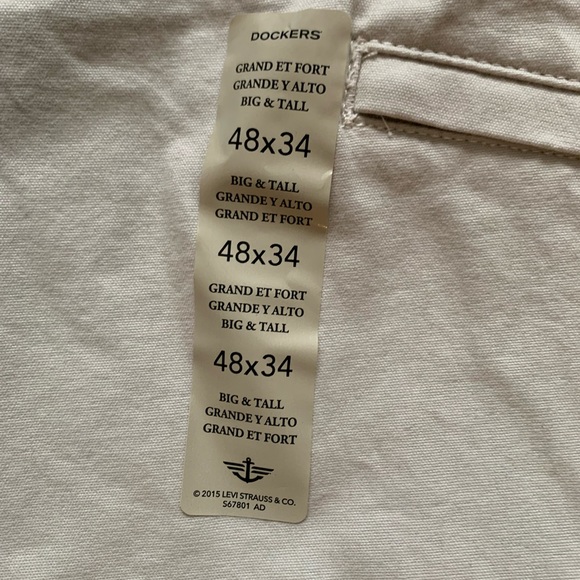 DOCKERS
GRAND ET FORT
GRANDE Y ALTO
BIG & TALL
48x34
BIG & TALL
GRANDE Y ALTO
GRAND ET FORT
48x34
GRAND ET FORT
GRANDE Y ALTO
BIG & TALL
48x34
BIG & TALL
GRANDE Y ALTO
GRAND ET FORT
© 2015 LEVI STRAUSS & CO.
S67801 AD